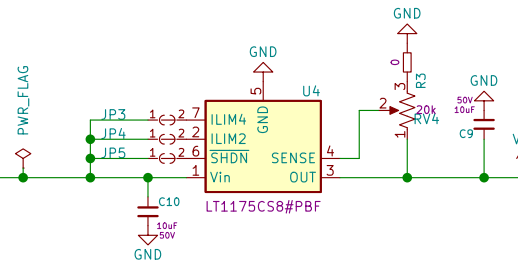 GND
PWR_FLAG
GND
0
R3
3
GND
JP3
1
2
7
ILIM4
5
GND
U4
2
20k
RV4
50V
10uF
C9
JP4
1
2
2
ILIM2
JP5
1
2
6
SHDN
SENSE
4
1
1
Vin
OUT
3
C10
10uF
50V
LT1175CS8#PBF
GND
V